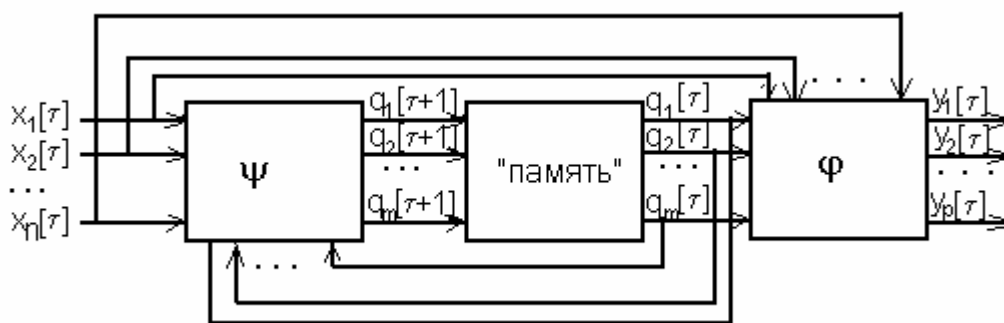 x1[τ] q1[τ+1] q1[τ] y1[τ]
x2[τ] ψ q2[τ+1] "память" q2[τ] φ y2[τ]
... ... ... ...
xn[τ] qm[τ+1] qm[τ] yp[τ]